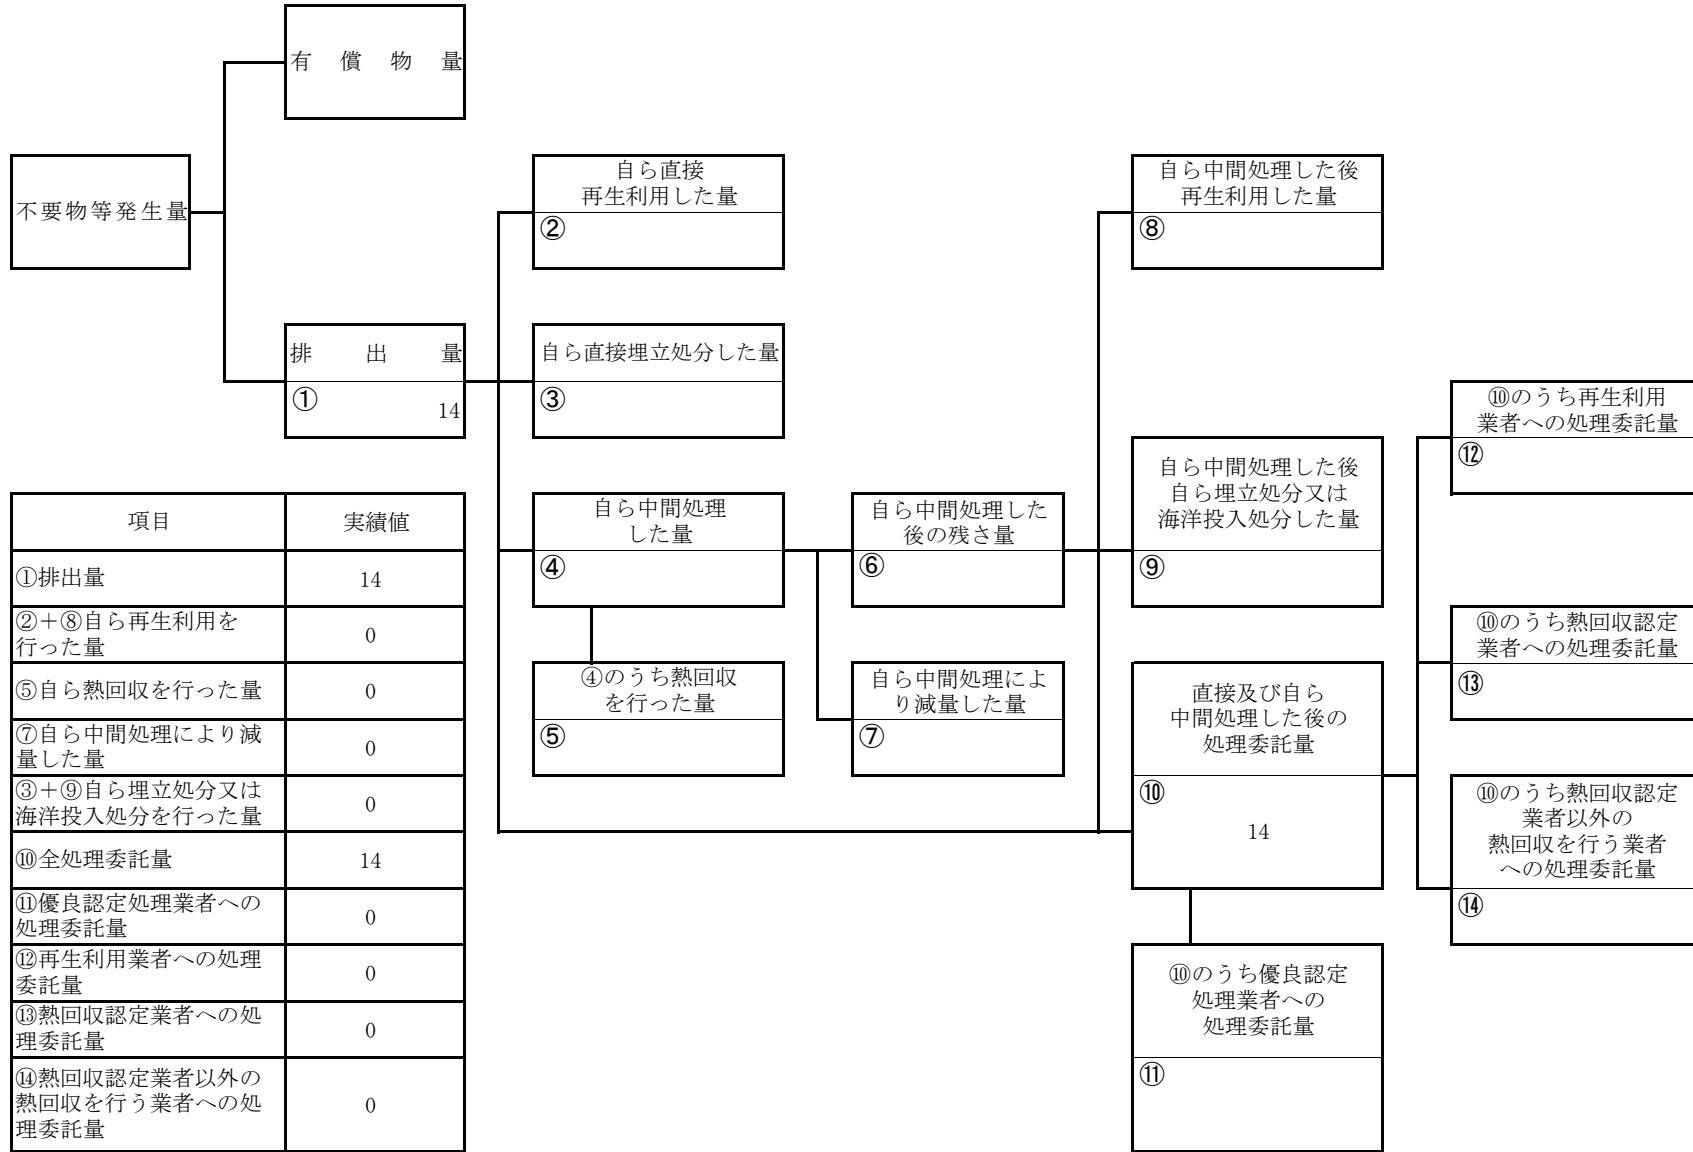 有償物量
不要物等発生量
排出量
①
14
自ら直接
再生利用した量
②
自ら直接埋立処分した量
③
自ら中間処理
した量
④
④のうち熱回収
を行った量
⑤
自ら中間処理した
後の残さ量
⑥
自ら中間処理によ
り減量した量
⑦
自ら中間処理した後
再生利用した量
⑧
自ら中間処理した後
自ら埋立処分又は
海洋投入処分した量
⑨
直接及び自ら
中間処理した後の
処理委託量
⑩
14
⑩のうち優良認定
処理業者への
処理委託量
⑪
⑩のうち再生利用
業者への処理委託量
⑫
⑩のうち熱回収認定
業者への処理委託量
⑬
⑩のうち熱回収認定
業者以外の
熱回収を行う業者
への処理委託量
⑭
項目 実績値
①排出量 14
②＋⑧自ら再生利用を
行った量 0
⑤自ら熱回収を行った量 0
⑦自ら中間処理により減
量した量 0
③＋⑨自ら埋立処分又は
海洋投入処分を行った量 0
⑩全処理委託量 14
⑪優良認定処理業者への
処理委託量 0
⑫再生利用業者への処理
委託量 0
⑬熱回収認定業者への処
理委託量 0
⑭熱回収認定業者以外の
熱回収を行う業者への処
理委託量 0